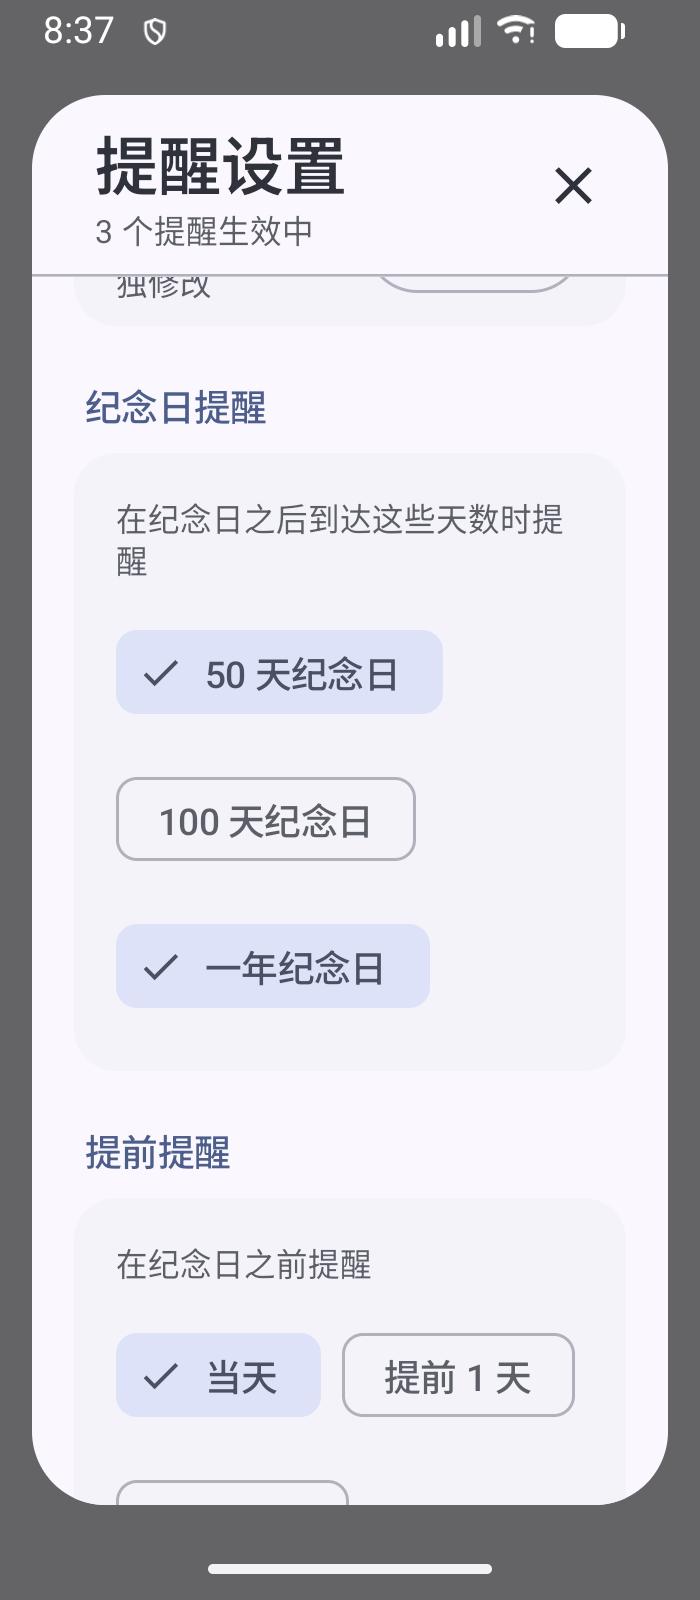 8:37
提醒设置
3 个提醒生效中
独修改
纪念日提醒
在纪念日之后到达这些天数时提
醒
50 天纪念日
100 天纪念日
一年纪念日
提前提醒
在纪念日之前提醒
当天
提前 1 天